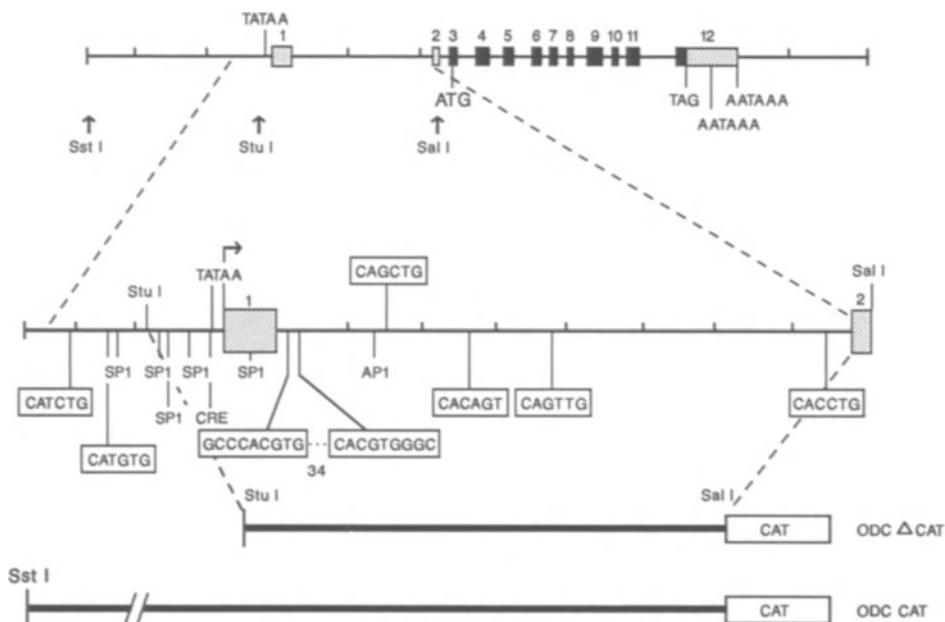 TATAA
1 2 3 4 5 6 7 8 9 10 11 12
ATG
TAG AATAAA
AATAAA
Sst I Stu I Sal I
CAGCTG
Sal I
TATAA
Stu I
1 2
SP1 SP1 SP1 SP1 AP1
CATCTG CACAGT CAGTTG CACCTG
SP1 CRE
CATGTG GCCCACGTG CACGTGGGC
34
Stu I Sal I
CAT ODC Δ CAT
Sst I
CAT ODC CAT